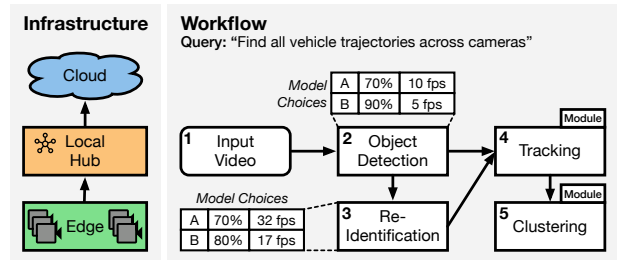 Infrastructure
Cloud
Local
Hub
Edge
Workflow
Query: “Find all vehicle trajectories across cameras”
Model
Choices
A 70% 10 fps
B 90% 5 fps
1 Input
Video
2 Object
Detection
Module
4 Tracking
Model Choices
A 70% 32 fps
B 80% 17 fps
3 Re-
Identification
Module
5 Clustering